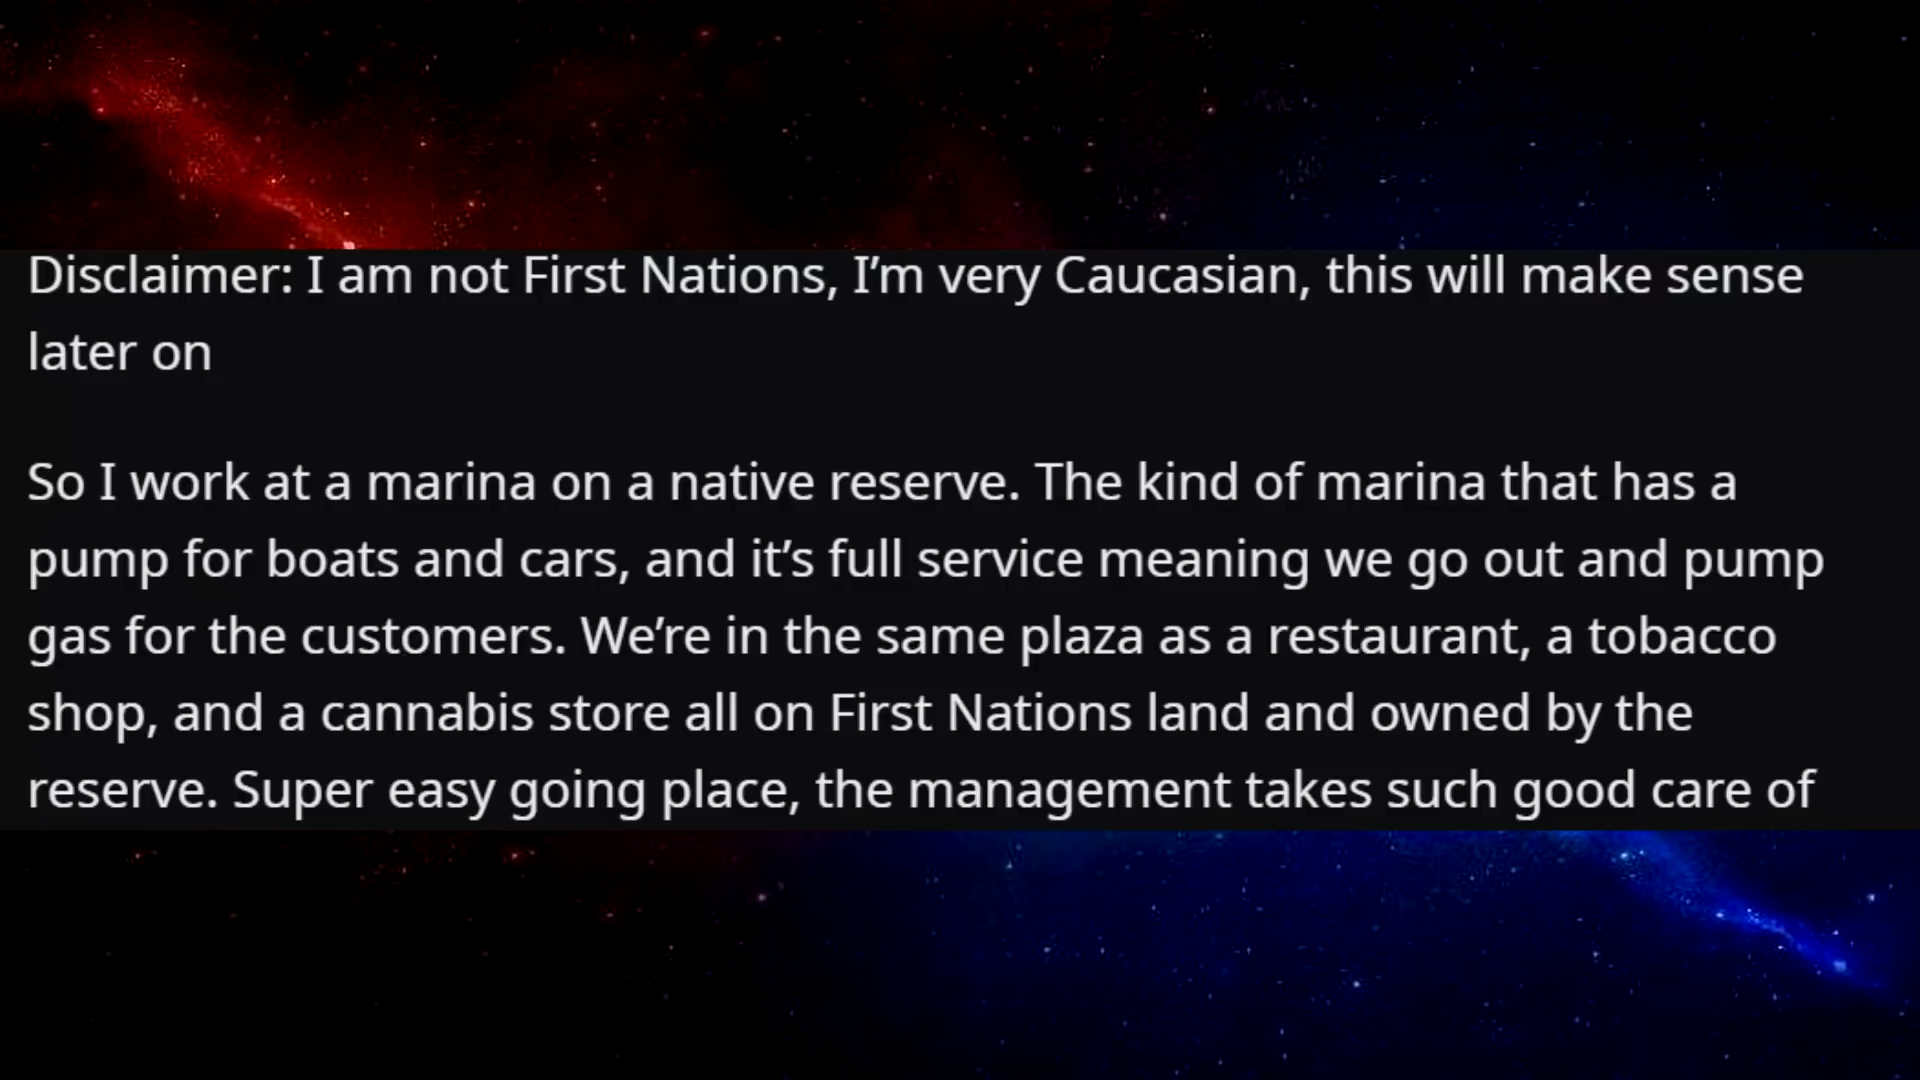 Disclaimer: I am not First Nations, I’m very Caucasian, this will make sense
later on
So I work at a marina on a native reserve. The kind of marina that has a
pump for boats and cars, and it’s full service meaning we go out and pump
gas for the customers. We’re in the same plaza as a restaurant, a tobacco
shop, and a cannabis store all on First Nations land and owned by the
reserve. Super easy going place, the management takes such good care of